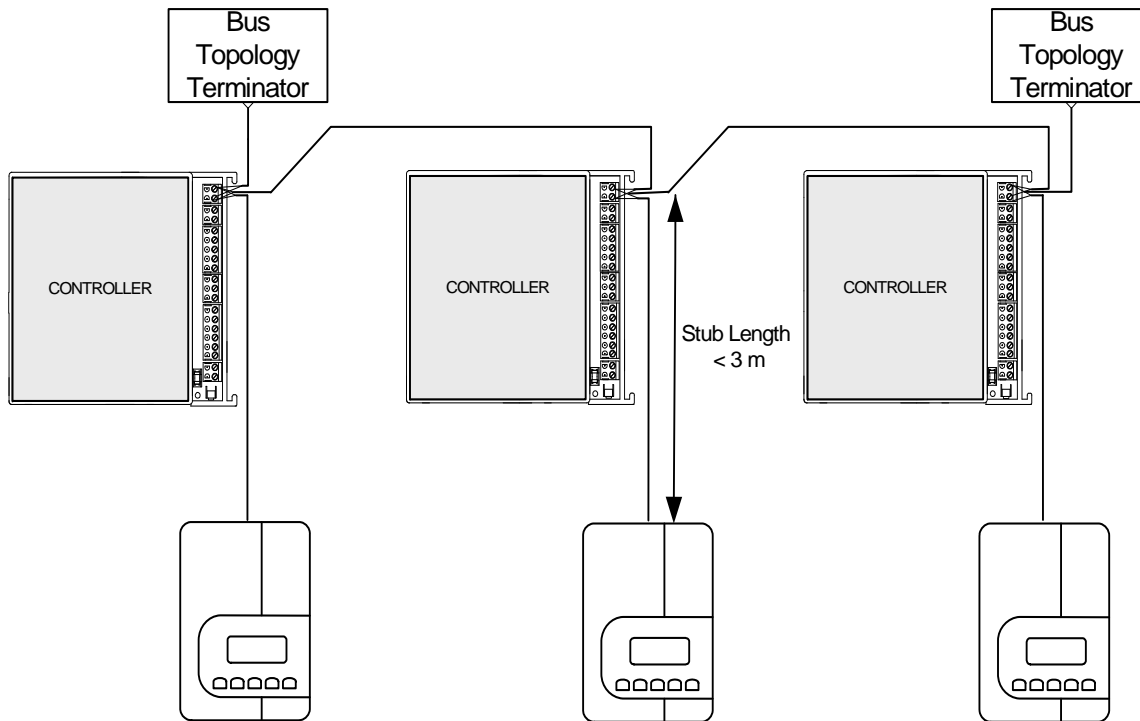 Bus
Topology
Terminator
Bus
Topology
Terminator
CONTROLLER
CONTROLLER
CONTROLLER
Stub Length
< 3 m